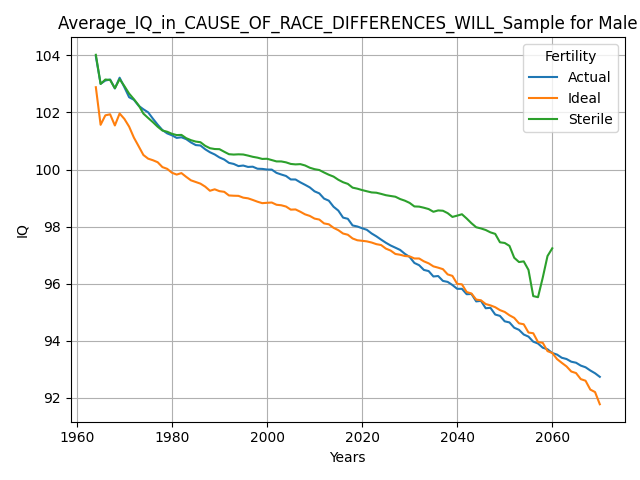 Average_IQ_in_CAUSE_OF_RACE_DIFFERENCES_WILL_Sample for Male
Fertility
Actual
Ideal
Sterile
IQ
104
102
100
98
96
94
92
1960
1980
2000
2020
2040
2060
Years